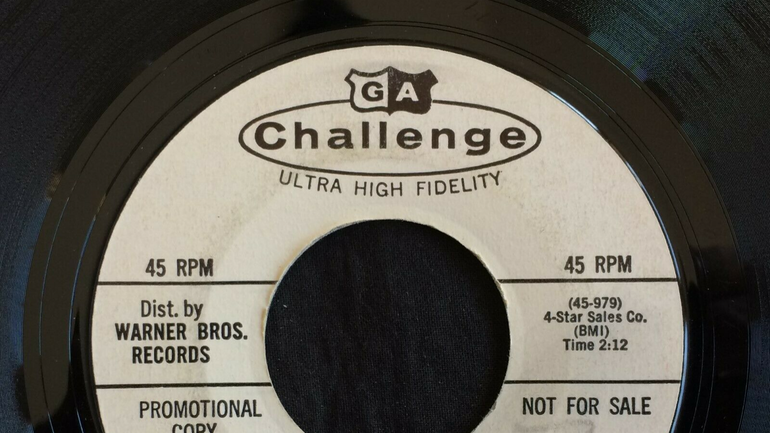 GA
Challenge
ULTRA HIGH FIDELITY
45 RPM
45 RPM
Dist. by
WARNER BROS.
RECORDS
(45-979)
4-Star Sales Co.
(BMI)
Time 2:12
PROMOTIONAL
COPY
NOT FOR SALE